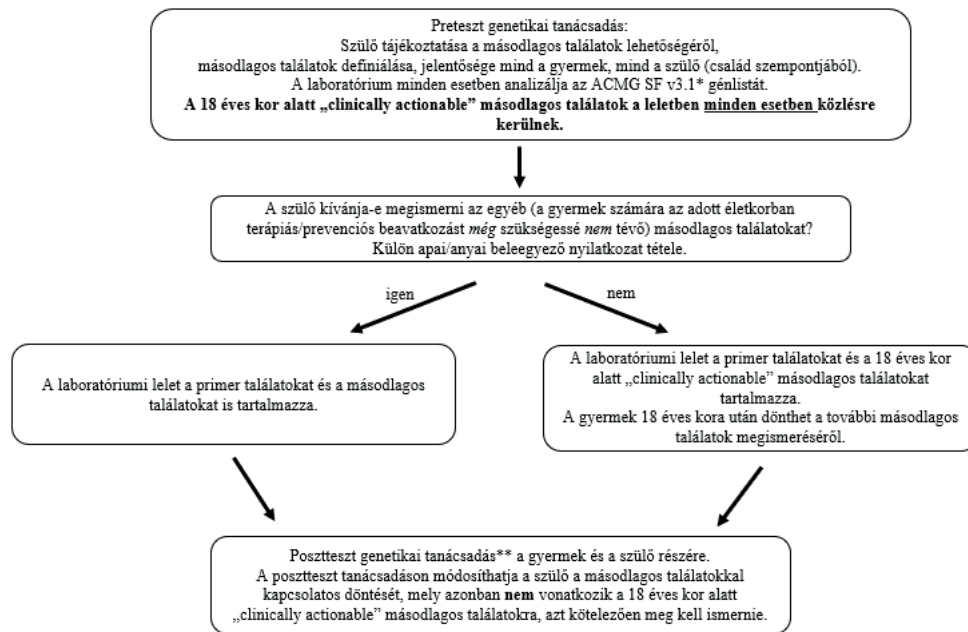 Preteszt genetikai tanácsadás:
Szülő tájékoztatása a másodlagos találatok lehetőségéről,
másodlagos találatok definiálása, jelentősége mind a gyermek, mind a szülő (család szempontjából).
A laboratórium minden esetben analizálja az ACMG SF v3.1* génlistát.
A 18 éves kor alatt „clinically actionable” másodlagos találatok a leletben minden esetben közlésre
kerülnek.
A szülő kívánja-e megismerni az egyéb (a gyermek számára az adott életkorban
terápiás/prevenciós beavatkozást még szükségessé nem tévő) másodlagos találatokat?
Külön apai/anyai beleegyező nyilatkozat tétele.
igen
nem
A laboratóriumi lelet a primer találatokat és a másodlagos
találatokat is tartalmazza.
A laboratóriumi lelet a primer találatokat és a 18 éves kor
alatt „clinically actionable” másodlagos találatokat
tartalmazza.
A gyermek 18 éves kora után dönthet a további másodlagos
találatok megismeréséről.
Posztteszt genetikai tanácsadás** a gyermek és a szülő részére.
A posztteszt tanácsadáson módosíthatja a szülő a másodlagos találatokkal
kapcsolatos döntését, mely azonban nem vonatkozik a 18 éves kor alatt
„clinically actionable” másodlagos találatokra, azt kötelezően meg kell ismernie.